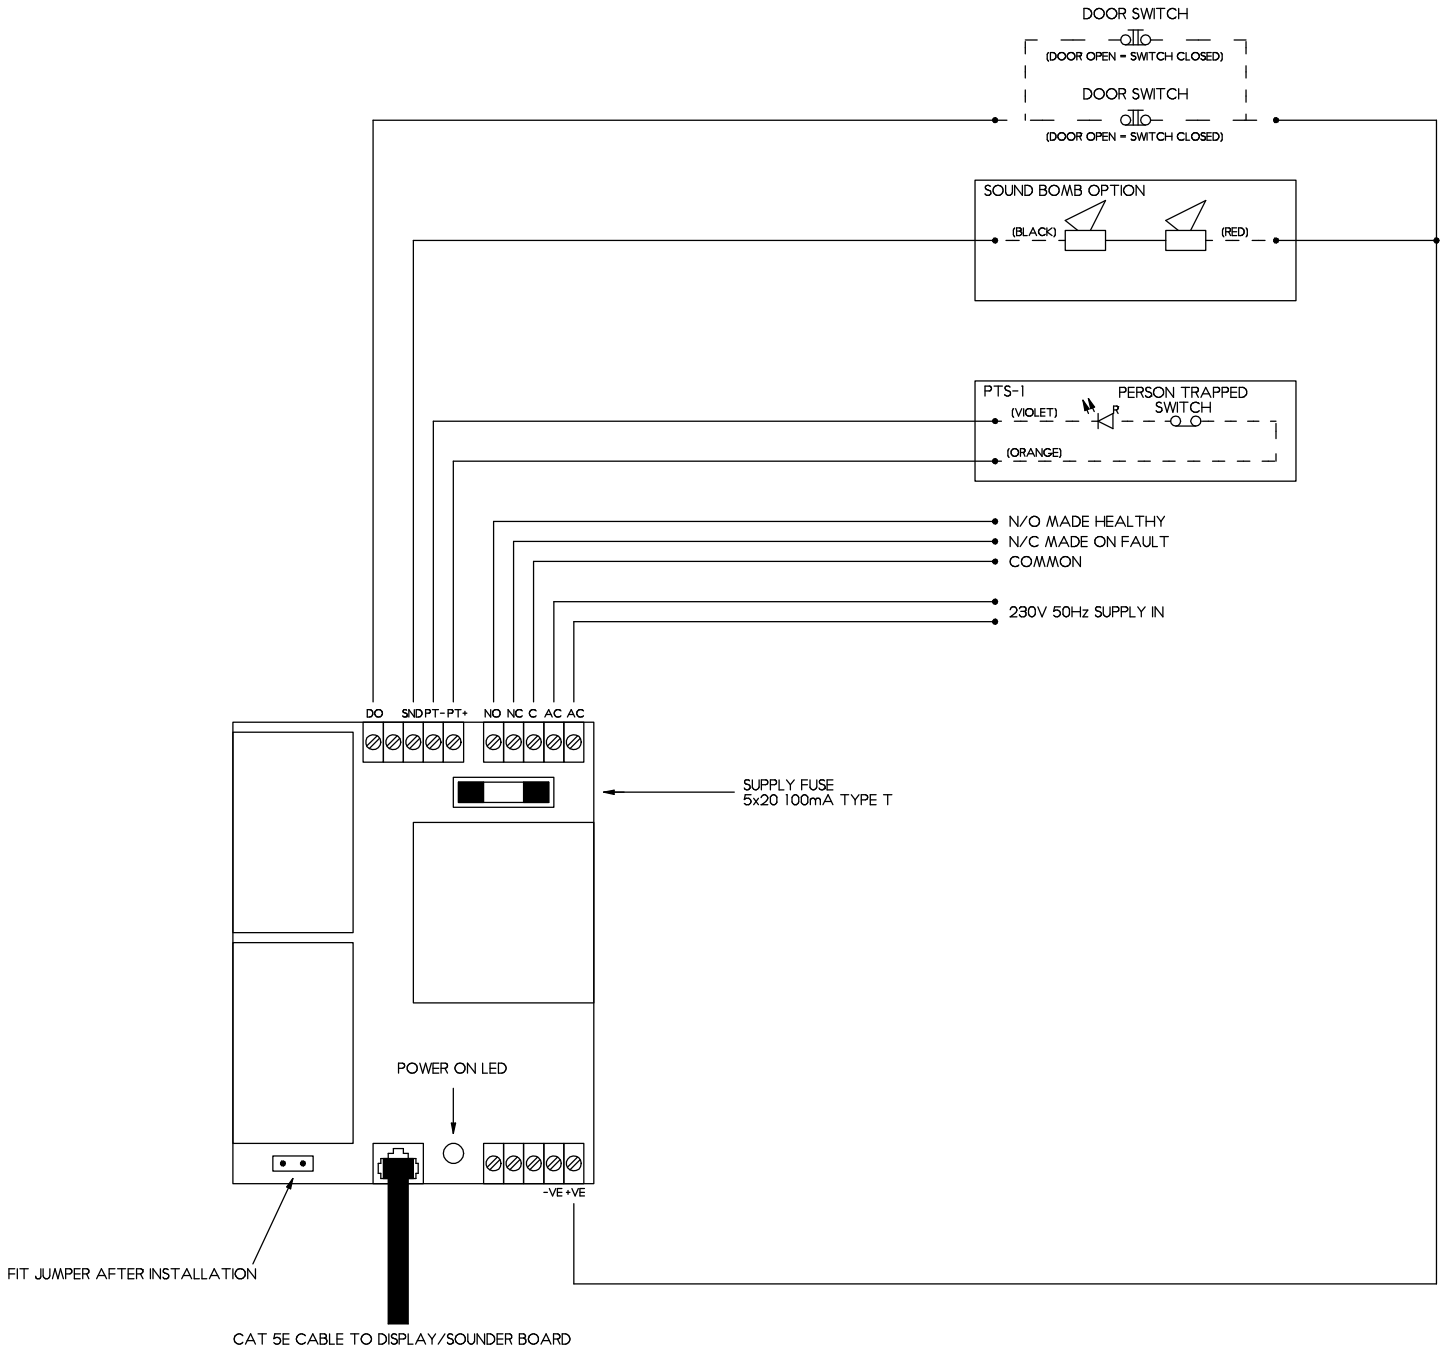 DOOR SWITCH
(DOOR OPEN = SWITCH CLOSED)
DOOR SWITCH
(DOOR OPEN = SWITCH CLOSED)
SOUND BOMB OPTION
(BLACK)
(RED)
PTS-1
PERSON TRAPPED
SWITCH
(VIOLET)
R
(ORANGE)
N/O MADE HEALTHY
N/C MADE ON FAULT
COMMON
230V 50Hz SUPPLY IN
DO SND PT- PT+ NO NC C AC AC
SUPPLY FUSE
5x20 100mA TYPE T
POWER ON LED
-VE +VE
FIT JUMPER AFTER INSTALLATION
CAT 5E CABLE TO DISPLAY/SOUNDER BOARD